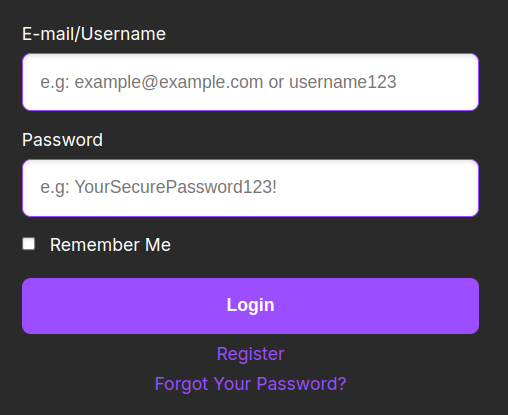 E-mail/Username
e.g: example@example.com or username123
Password
e.g: YourSecurePassword123!
Remember Me
Login
Register
Forgot Your Password?